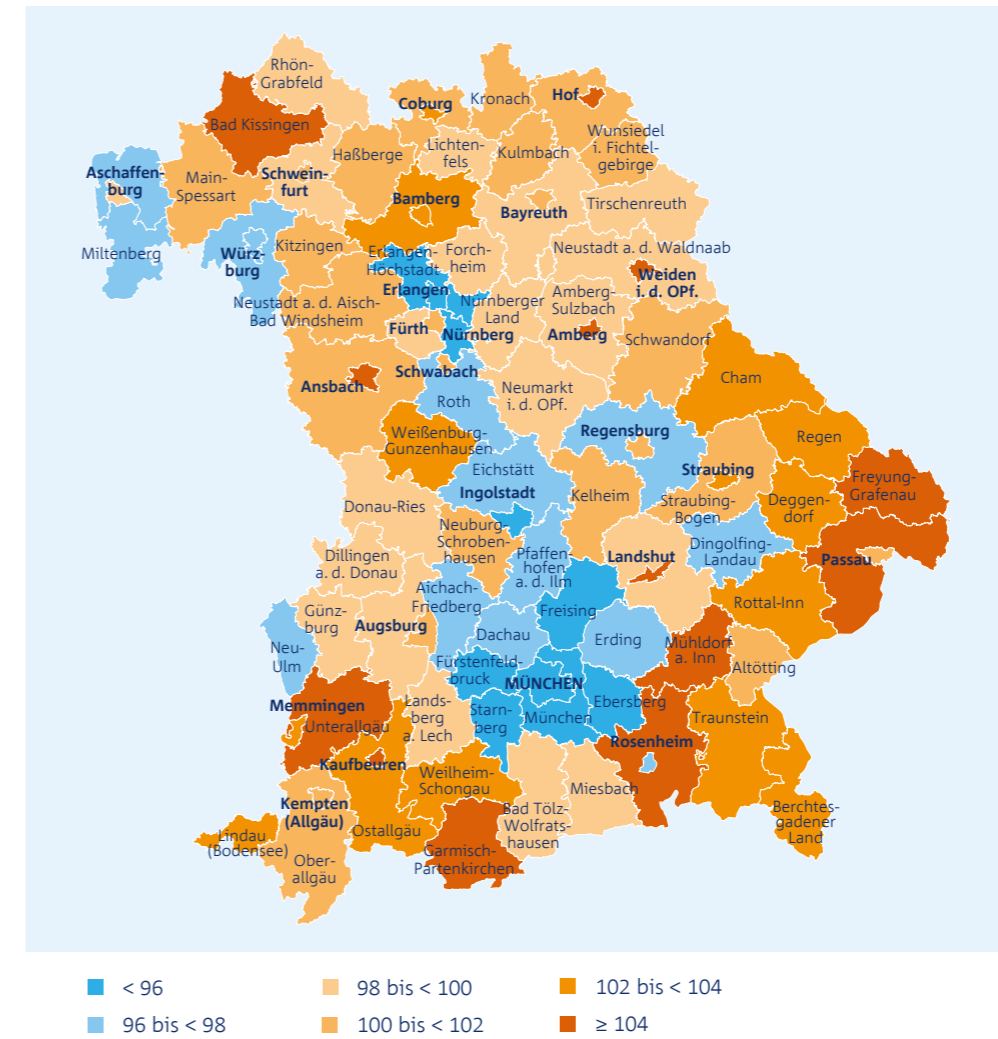 Rhön-
Grabfeld
Coburg
Kronach
Hof
Bad Kissingen
Wunsiedel
i. Fichtel-
gebirge
Lichten-
fels
Kulmbach
Haßberge
Aschaffen-
burg
Main-
Spessart
Schwein-
furt
Bamberg
Bayreuth
Tirschenreuth
Miltenberg
Würz-
burg
Kitzingen
Erlangen-
Höchstadt
Forch-
heim
Neustadt a. d. Waldnaab
Weiden
i. d. OPf.
Erlangen
Neustadt a. d. Aisch-
Bad Windsheim
Nürnberger
Land
Amberg-
Sulzbach
Fürth
Nürnberg
Amberg
Schwandorf
Ansbach
Schwabach
Roth
Neumarkt
i. d. OPf.
Cham
Weißenburg-
Gunzenhausen
Regensburg
Regen
Eichstätt
Ingolstadt
Straubing
Freyung-
Grafenau
Donau-Ries
Kelheim
Straubing-
Bogen
Deggen-
dorf
Neuburg-
Schroben-
hausen
Pfaffen-
hofen
a. d. Ilm
Dingolfing-
Landau
Landshut
Passau
Dillingen
a. d. Donau
Aichach-
Friedberg
Freising
Rottal-Inn
Günz-
burg
Augsburg
Dachau
Erding
Mühldorf
a. Inn
Neu-
Ulm
Fürstenfeld-
bruck
MÜNCHEN
Altötting
Memmingen
Unterallgäu
Lands-
berg
a. Lech
Starn-
berg
München
Ebersberg
Traunstein
Rosenheim
Kaufbeuren
Weilheim-
Schongau
Miesbach
Kempten
(Allgäu)
Bad Tölz-
Wolfrats-
hausen
Berchtes-
gadener
Land
Lindau
(Bodensee)
Ostallgäu
Ober-
allgäu
Garmisch-
Partenkirchen
< 96
98 bis < 100
102 bis < 104
96 bis < 98
100 bis < 102
≥ 104